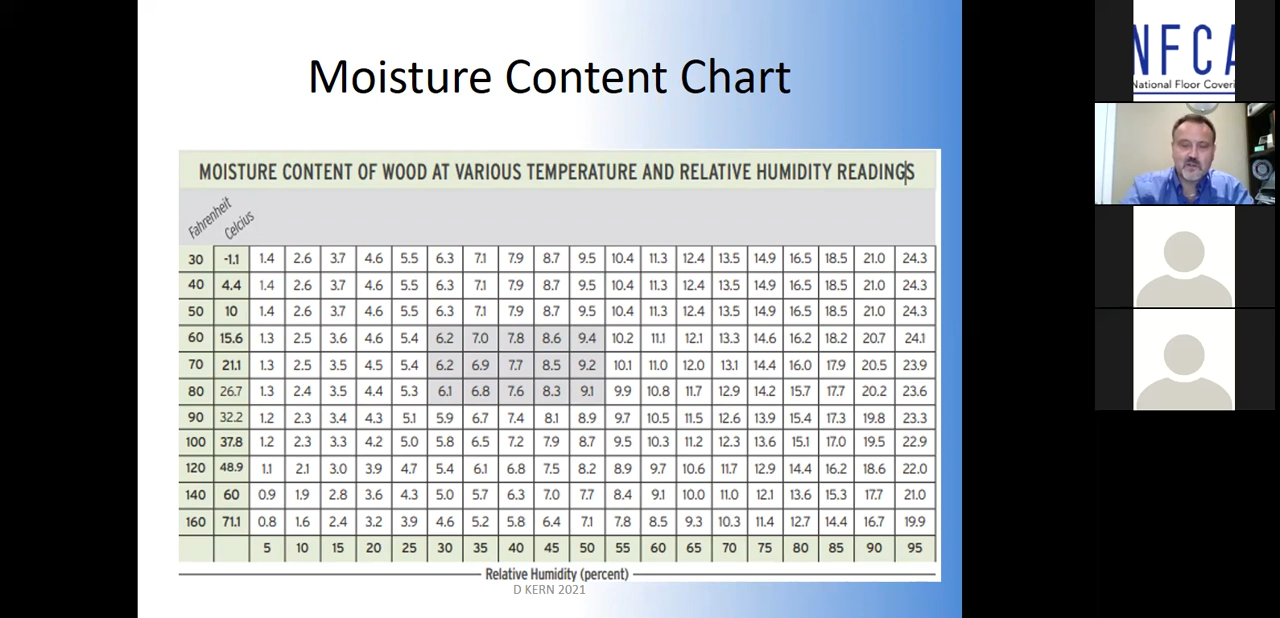 Moisture Content Chart
MOISTURE CONTENT OF WOOD AT VARIOUS TEMPERATURE AND RELATIVE HUMIDITY READINGS
Fahrenheit Celcius
30 -1.1 1.4 2.6 3.7 4.6 5.5 6.3 7.1 7.9 8.7 9.5 10.4 11.3 12.4 13.5 14.9 16.5 18.5 21.0 24.3
40 4.4 1.4 2.6 3.7 4.6 5.5 6.3 7.1 7.9 8.7 9.5 10.4 11.3 12.4 13.5 14.9 16.5 18.5 21.0 24.3
50 10 1.4 2.6 3.7 4.6 5.5 6.3 7.1 7.9 8.7 9.5 10.4 11.3 12.4 13.5 14.9 16.5 18.5 21.0 24.3
60 15.6 1.3 2.5 3.6 4.6 5.4 6.2 7.0 7.8 8.6 9.4 10.2 11.1 12.1 13.3 14.6 16.2 18.2 20.7 24.1
70 21.1 1.3 2.5 3.5 4.5 5.4 6.2 6.9 7.7 8.5 9.2 10.1 11.0 12.0 13.1 14.4 16.0 17.9 20.5 23.9
80 26.7 1.3 2.4 3.5 4.4 5.3 6.1 6.8 7.6 8.3 9.1 9.9 10.8 11.7 12.9 14.2 15.7 17.7 20.2 23.6
90 32.2 1.2 2.3 3.4 4.3 5.1 5.9 6.7 7.4 8.1 8.9 9.7 10.5 11.5 12.6 13.9 15.4 17.3 19.8 23.3
100 37.8 1.2 2.3 3.3 4.2 5.0 5.8 6.5 7.2 7.9 8.7 9.5 10.3 11.2 12.3 13.6 15.1 17.0 19.5 22.9
120 48.9 1.1 2.1 3.0 3.9 4.7 5.4 6.1 6.8 7.5 8.2 8.9 9.7 10.6 11.7 12.9 14.4 16.2 18.6 22.0
140 60 0.9 1.9 2.8 3.6 4.3 5.0 5.7 6.3 7.0 7.7 8.4 9.1 10.0 11.0 12.1 13.6 15.3 17.7 21.0
160 71.1 0.8 1.6 2.4 3.2 3.9 4.6 5.2 5.8 6.4 7.1 7.8 8.5 9.3 10.3 11.4 12.7 14.4 16.7 19.9
5 10 15 20 25 30 35 40 45 50 55 60 65 70 75 80 85 90 95
Relative Humidity (percent)
D KERN 2021
NFCA
National Floor Coveri